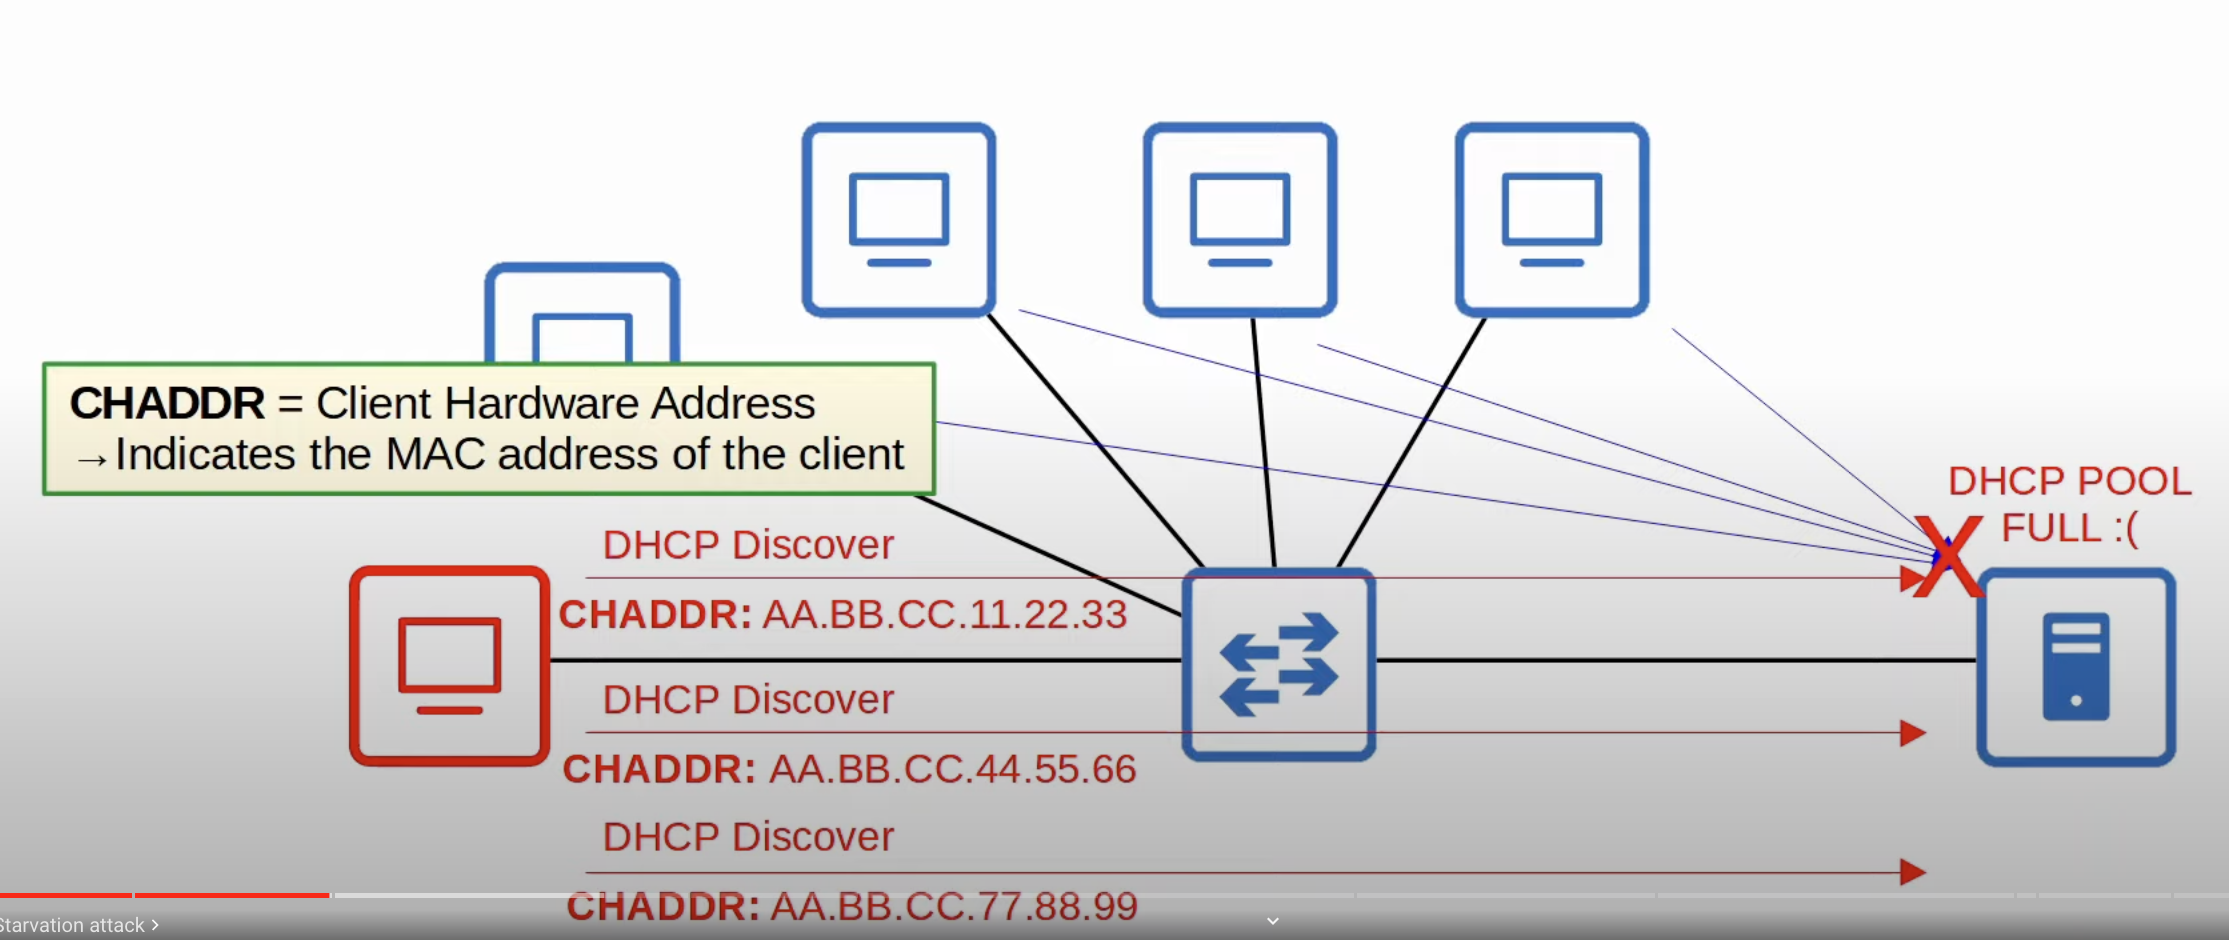 CHADDR = Client Hardware Address
→Indicates the MAC address of the client
DHCP POOL
FULL :(
X
DHCP Discover
CHADDR: AA.BB.CC.11.22.33
DHCP Discover
CHADDR: AA.BB.CC.44.55.66
DHCP Discover
CHADDR: AA.BB.CC.77.88.99
Starvation attack >